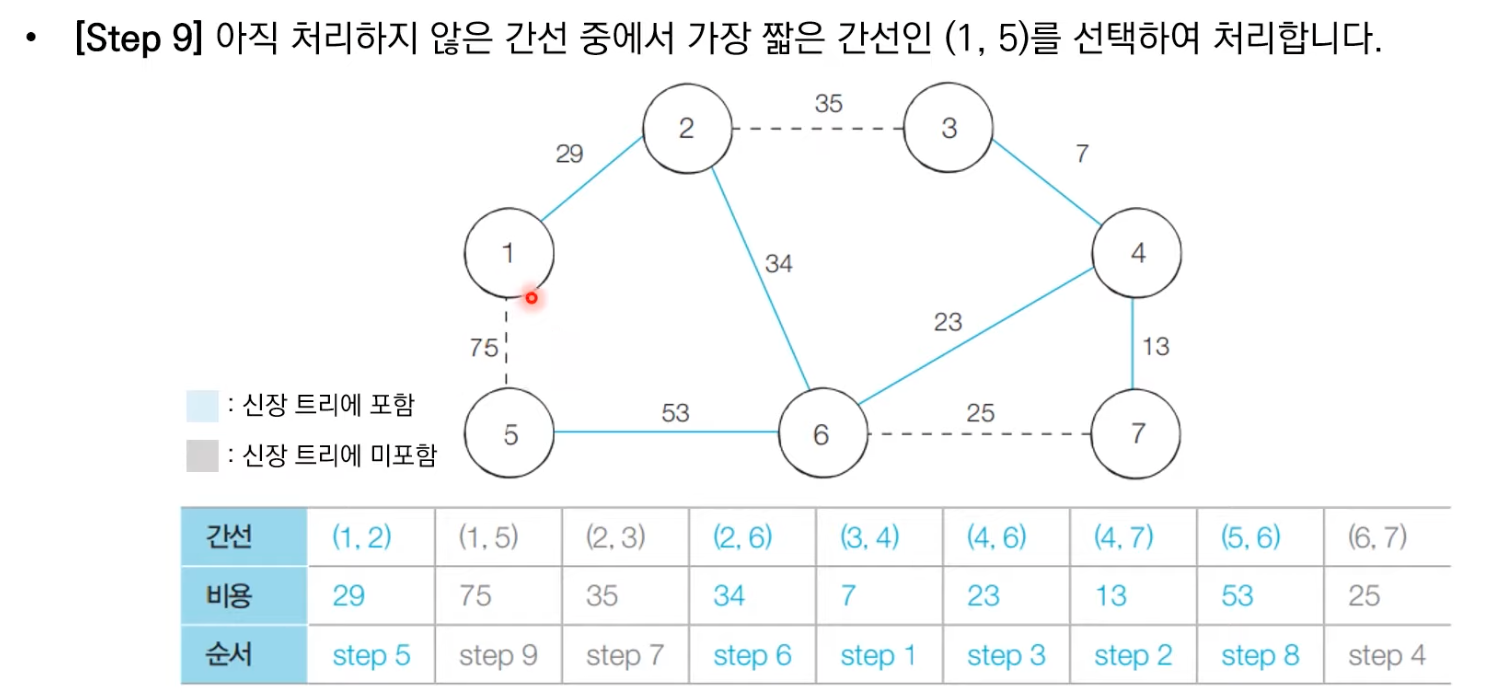 • [Step 9] 아직 처리하지 않은 간선 중에서 가장 짧은 간선인 (1, 5)를 선택하여 처리합니다.
35
2
3
29
7
1
34
4
23
75
13
: 신장 트리에 포함
53
25
5
6
7
: 신장 트리에 미포함
간선 (1, 2) (1, 5) (2, 3) (2, 6) (3, 4) (4, 6) (4, 7) (5, 6) (6, 7)
비용 29 75 35 34 7 23 13 53 25
순서 step 5 step 9 step 7 step 6 step 1 step 3 step 2 step 8 step 4